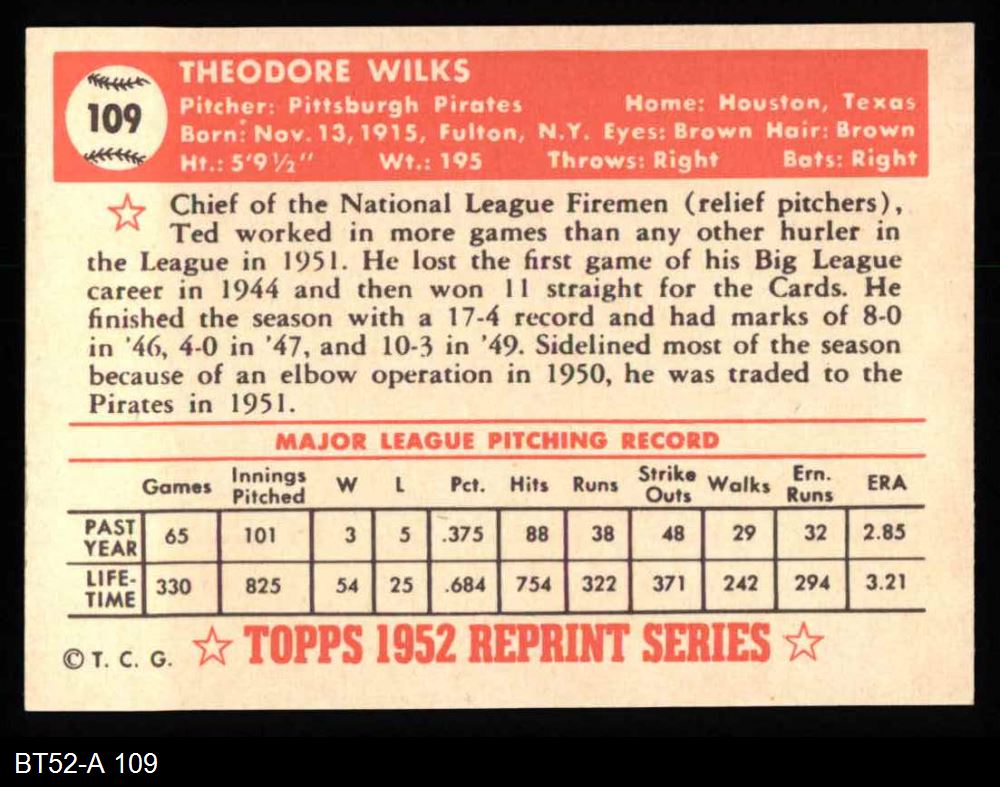 109
THEODORE WILKS
Pitcher: Pittsburgh Pirates Home: Houston, Texas
Born: Nov. 13, 1915, Fulton, N.Y. Eyes: Brown Hair: Brown
Ht.: 5'9½" Wt.: 195 Throws: Right Bats: Right
Chief of the National League Firemen (relief pitchers),
Ted worked in more games than any other hurler in
the League in 1951. He lost the first game of his Big League
career in 1944 and then won 11 straight for the Cards. He
finished the season with a 17-4 record and had marks of 8-0
in '46, 4-0 in '47, and 10-3 in '49. Sidelined most of the season
because of an elbow operation in 1950, he was traded to the
Pirates in 1951.
MAJOR LEAGUE PITCHING RECORD
Games Innings Pitched W L Pct. Hits Runs Strike Outs Walks Ern. Runs ERA
PAST YEAR 65 101 3 5 .375 88 38 48 29 32 2.85
LIFE-TIME 330 825 54 25 .684 754 322 371 242 294 3.21
© T. C. G. TOPPS 1952 REPRINT SERIES
BT52-A 109